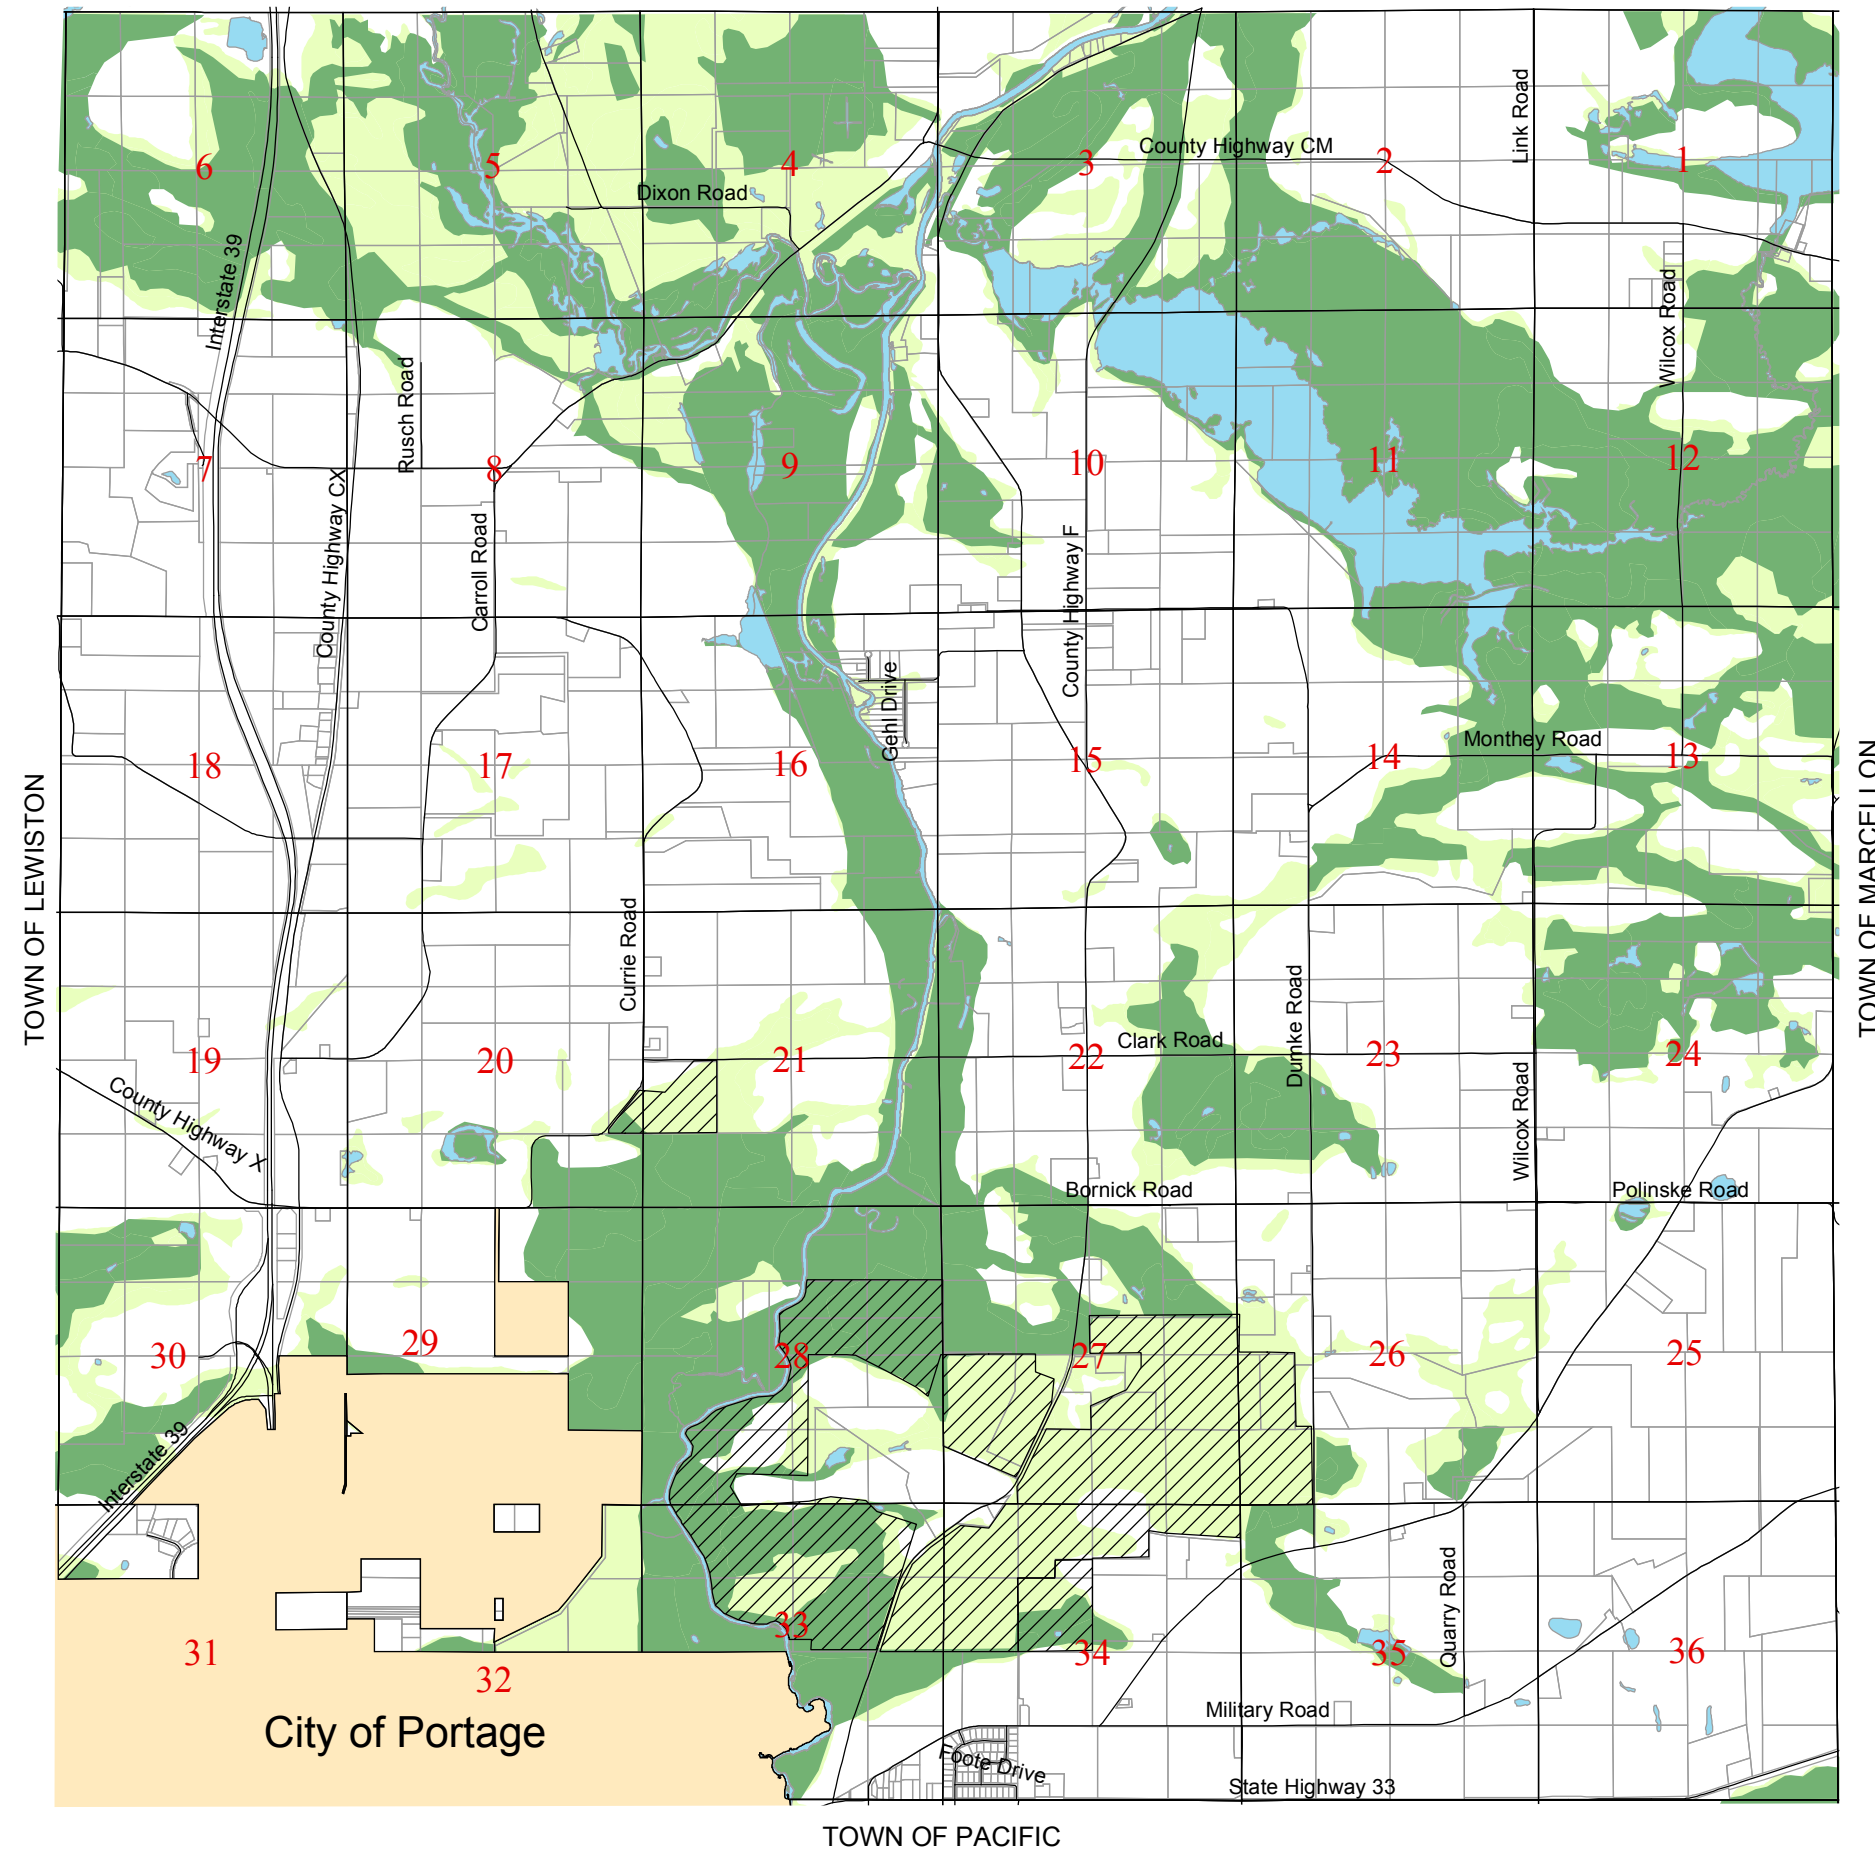 Link Road
County Highway CM
6
5
4
3
2
1
Dixon Road
Interstate 39
Wilcox Road
Rusch Road
7
8
9
10
11
12
County Highway CX
Carroll Road
County Highway F
Gehl Drive
Monthey Road
18
17
16
15
14
13
TOWN OF LEWISTON
TOWN OF MARCELLON
Currie Road
Dumke Road
Clark Road
19
20
21
22
23
24
County Highway X
Wilcox Road
Bornick Road
Polinske Road
30
29
28
27
26
25
Interstate 39
Quarry Road
31
32
33
34
35
36
City of Portage
Military Road
Foote Drive
State Highway 33
TOWN OF PACIFIC